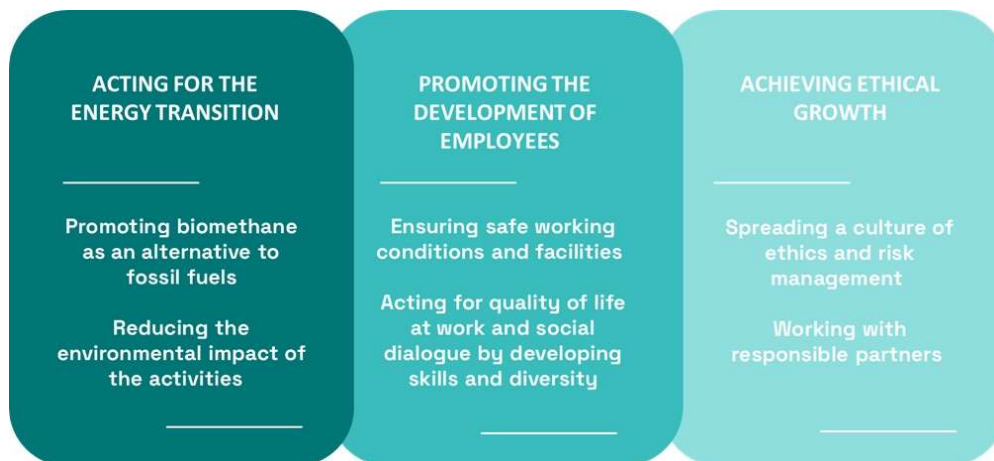 ACTING FOR THE
ENERGY TRANSITION
Promoting biomethane
as an alternative to
fossil fuels
Reducing the
environmental impact of
the activities
PROMOTING THE
DEVELOPMENT OF
EMPLOYEES
Ensuring safe working
conditions and facilities
Acting for quality of life
at work and social
dialogue by developing
skills and diversity
ACHIEVING ETHICAL
GROWTH
Spreading a culture of
ethics and risk
management
Working with
responsible partners